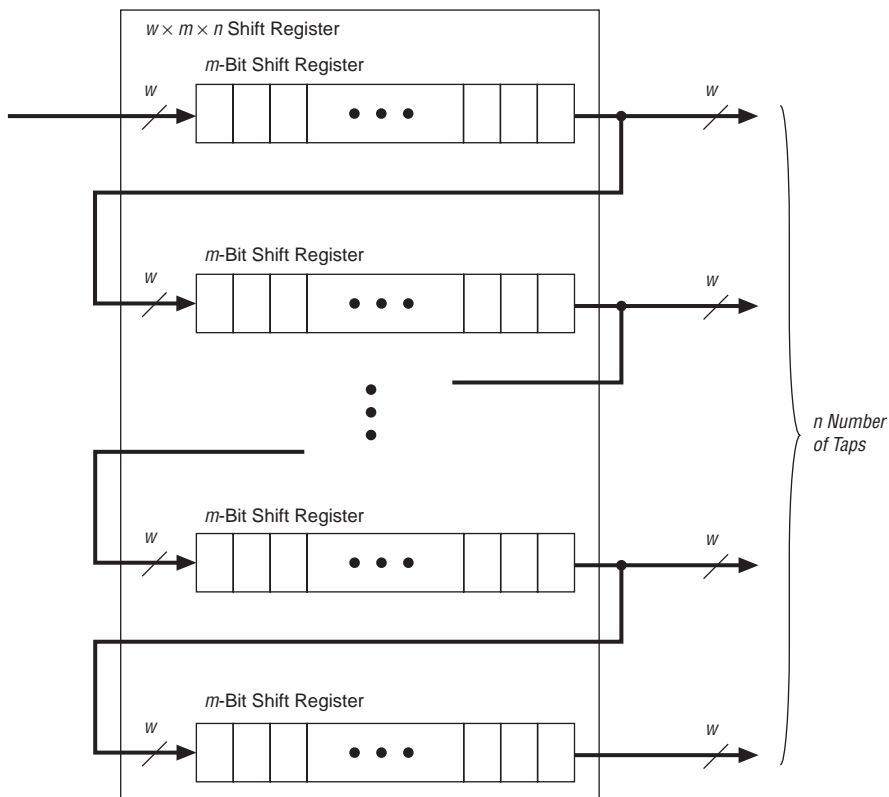 w × m × n Shift Register
m-Bit Shift Register
w
w
m-Bit Shift Register
w
w
n Number
of Taps
m-Bit Shift Register
w
w
m-Bit Shift Register
w
w